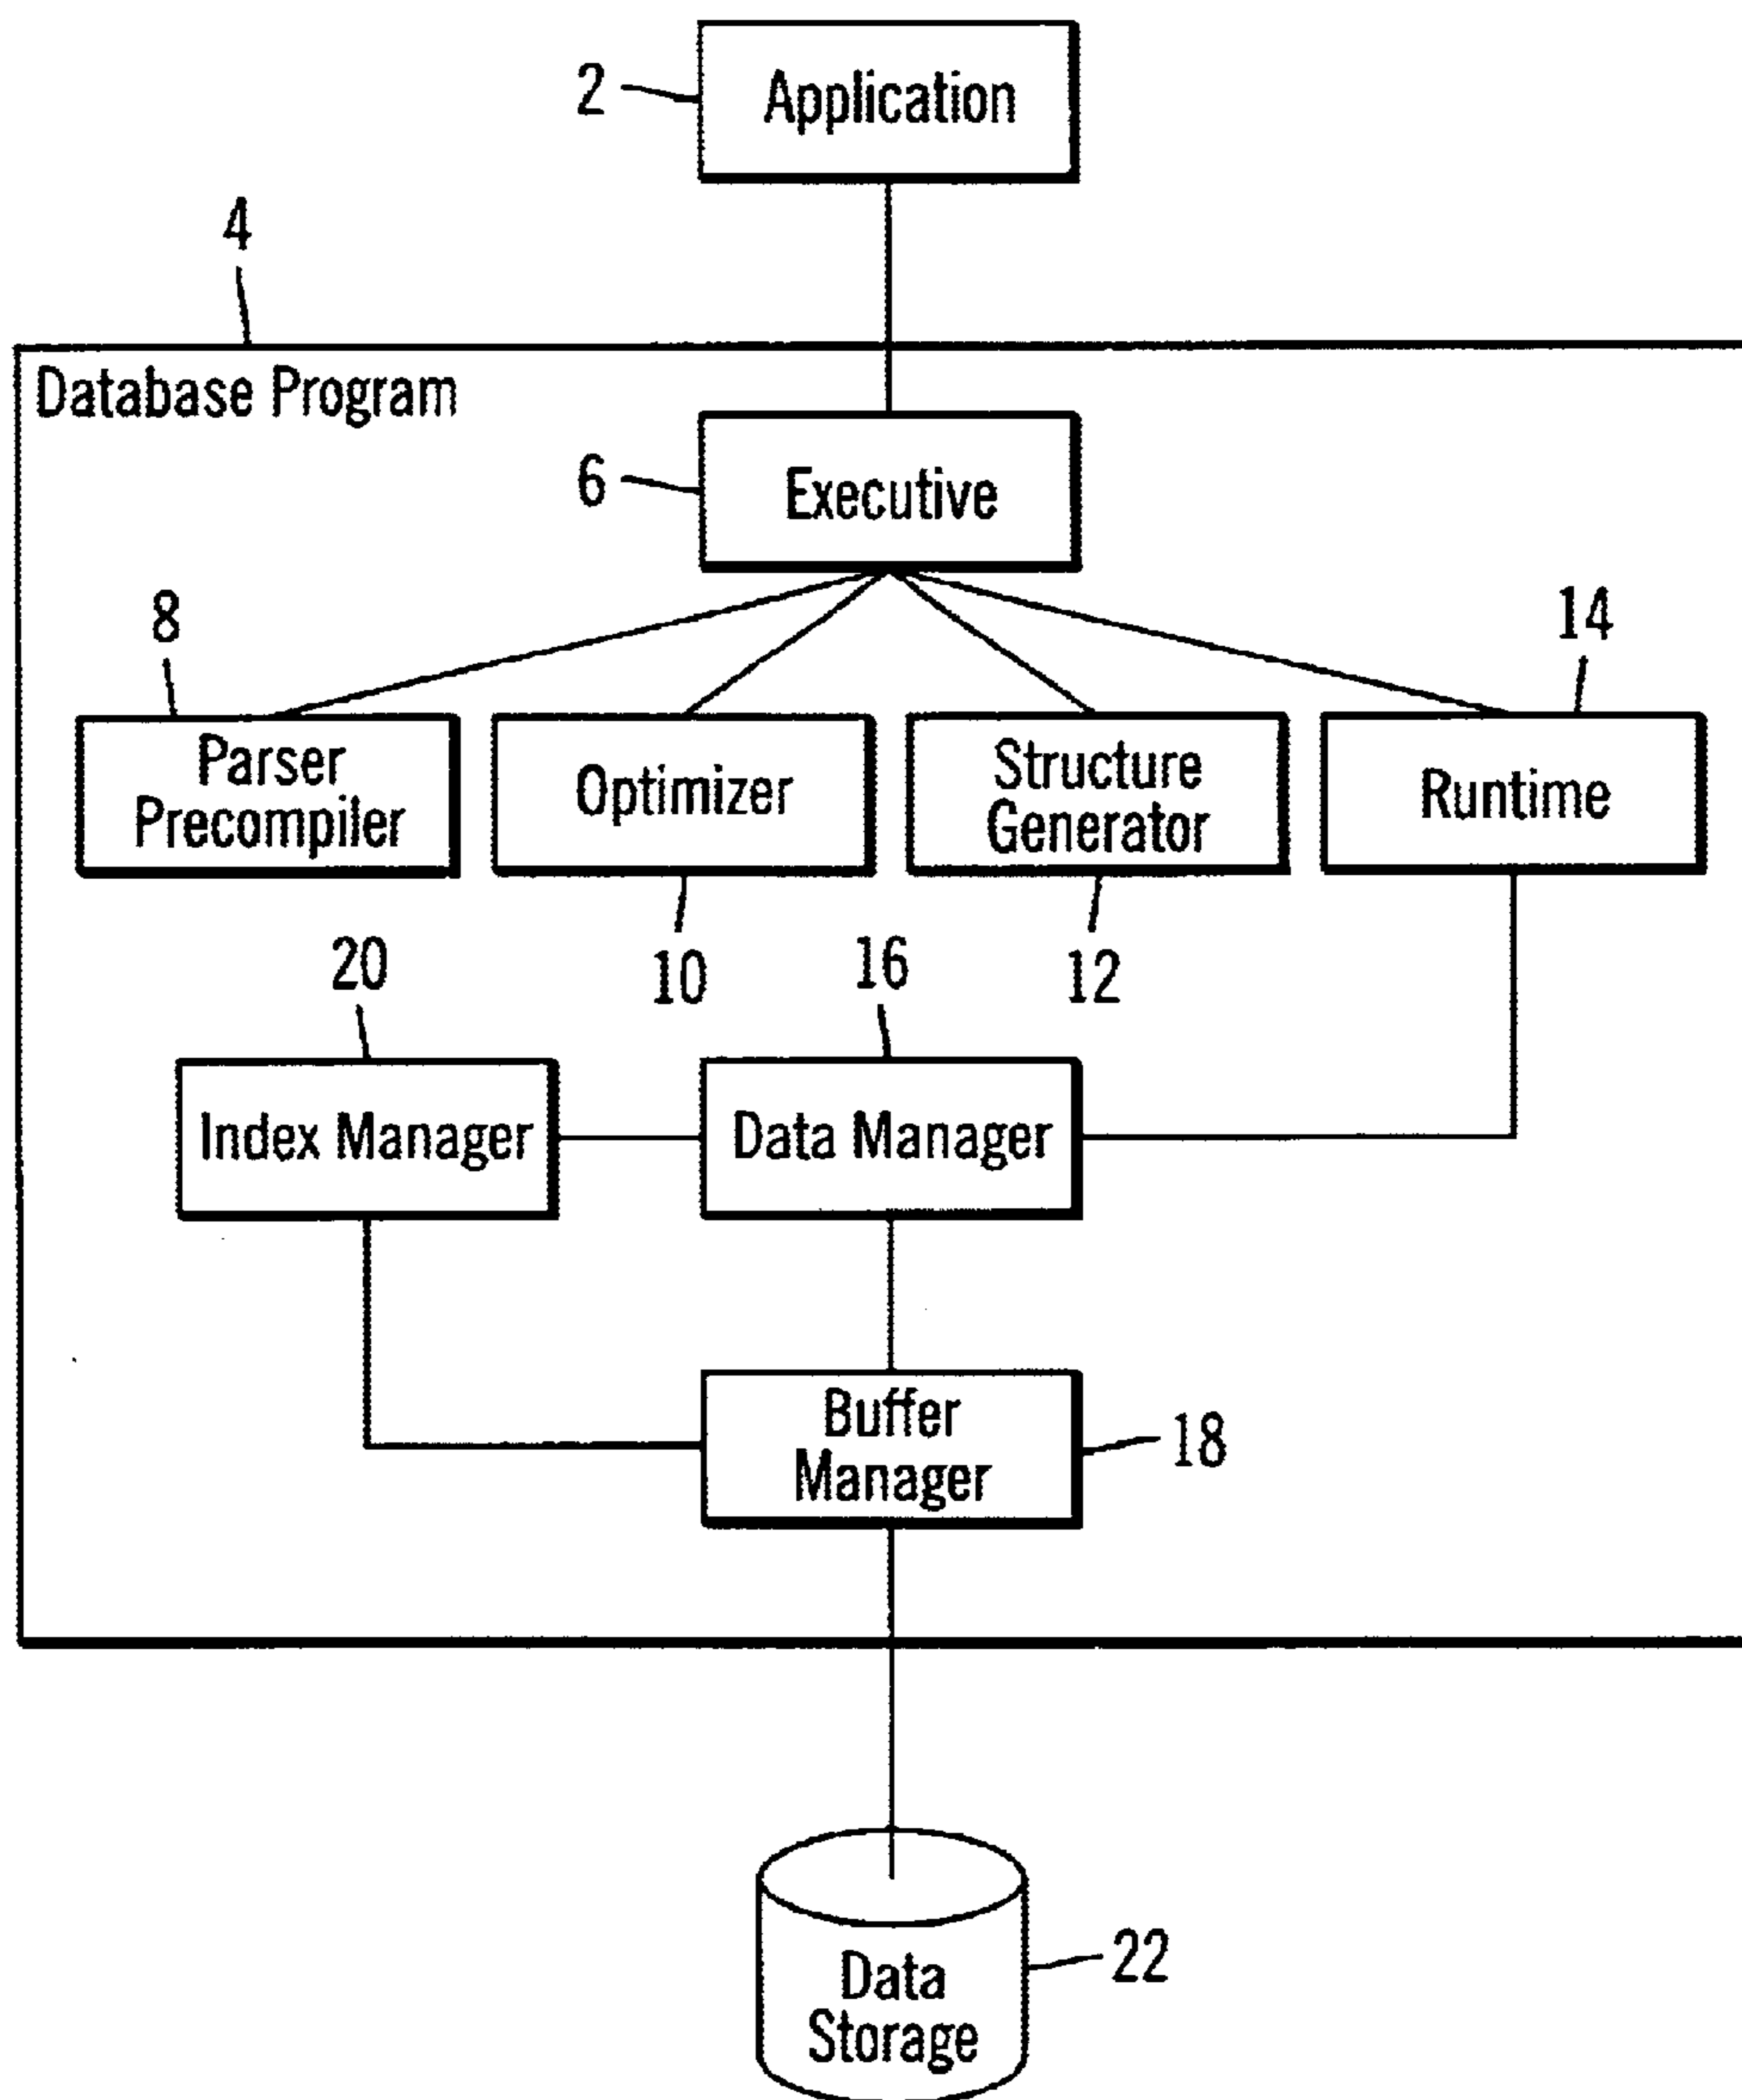 2
Application
4
Database Program
6
Executive
8
14
Parser
Precompiler
Optimizer
Structure
Generator
Runtime
10
12
20
16
Index Manager
Data Manager
Buffer
Manager
18
Data
Storage
22